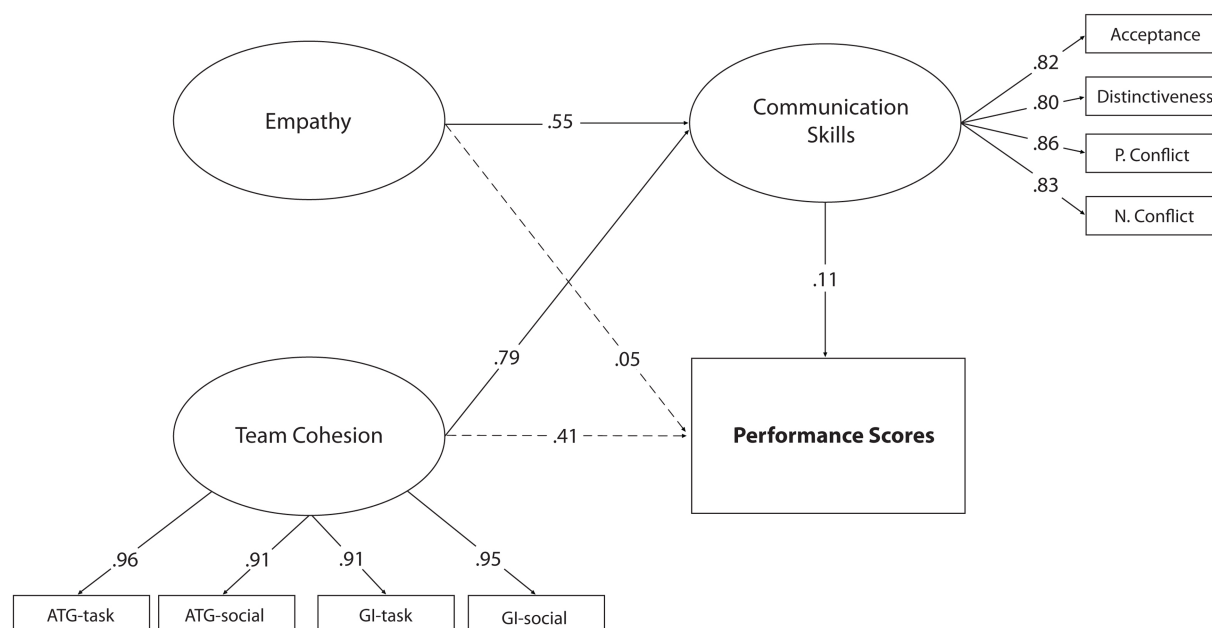 Acceptance
.82
Distinctiveness
.80
Empathy
.55
Communication
Skills
.86
P. Conflict
.83
N. Conflict
.11
.79
.05
Team Cohesion
.41
Performance Scores
.96
.91
.91
.95
ATG-task
ATG-social
GI-task
GI-social